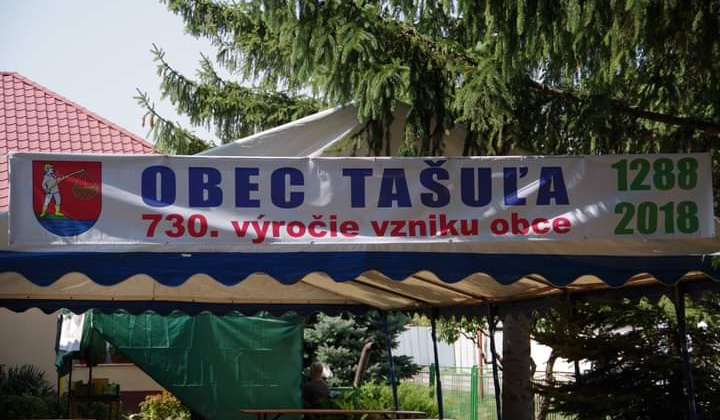 OBEC TAŠUĽA
730. výročie vzniku obce
1288
2018